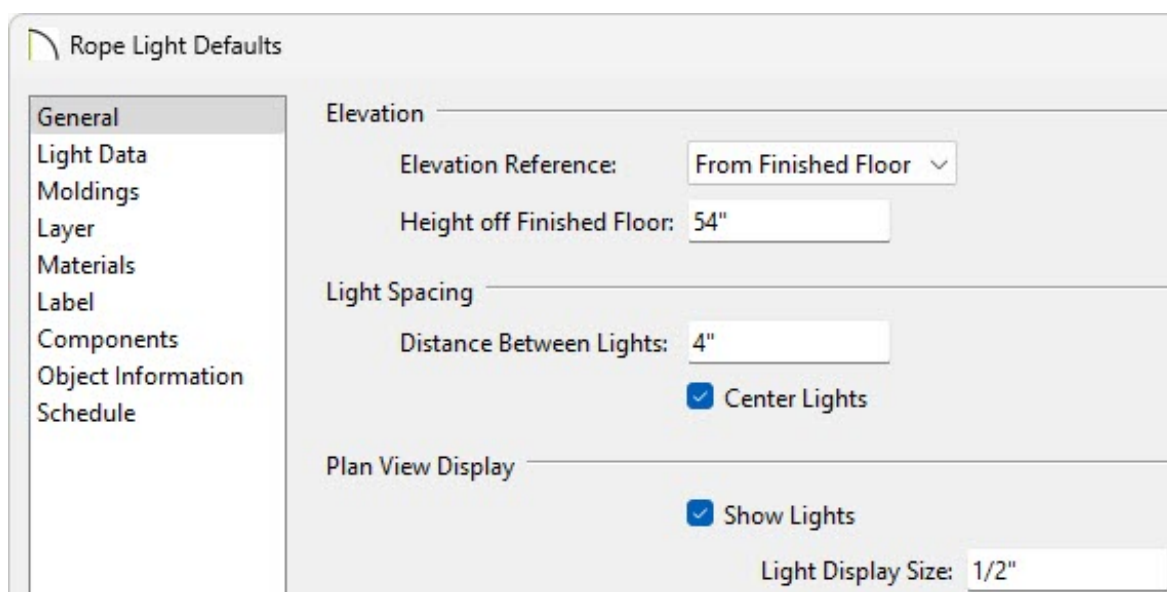 Rope Light Defaults
General
Light Data
Moldings
Layer
Materials
Label
Components
Object Information
Schedule
Elevation
Elevation Reference: From Finished Floor
Height off Finished Floor: 54"
Light Spacing
Distance Between Lights: 4"
Center Lights
Plan View Display
Show Lights
Light Display Size: 1/2"